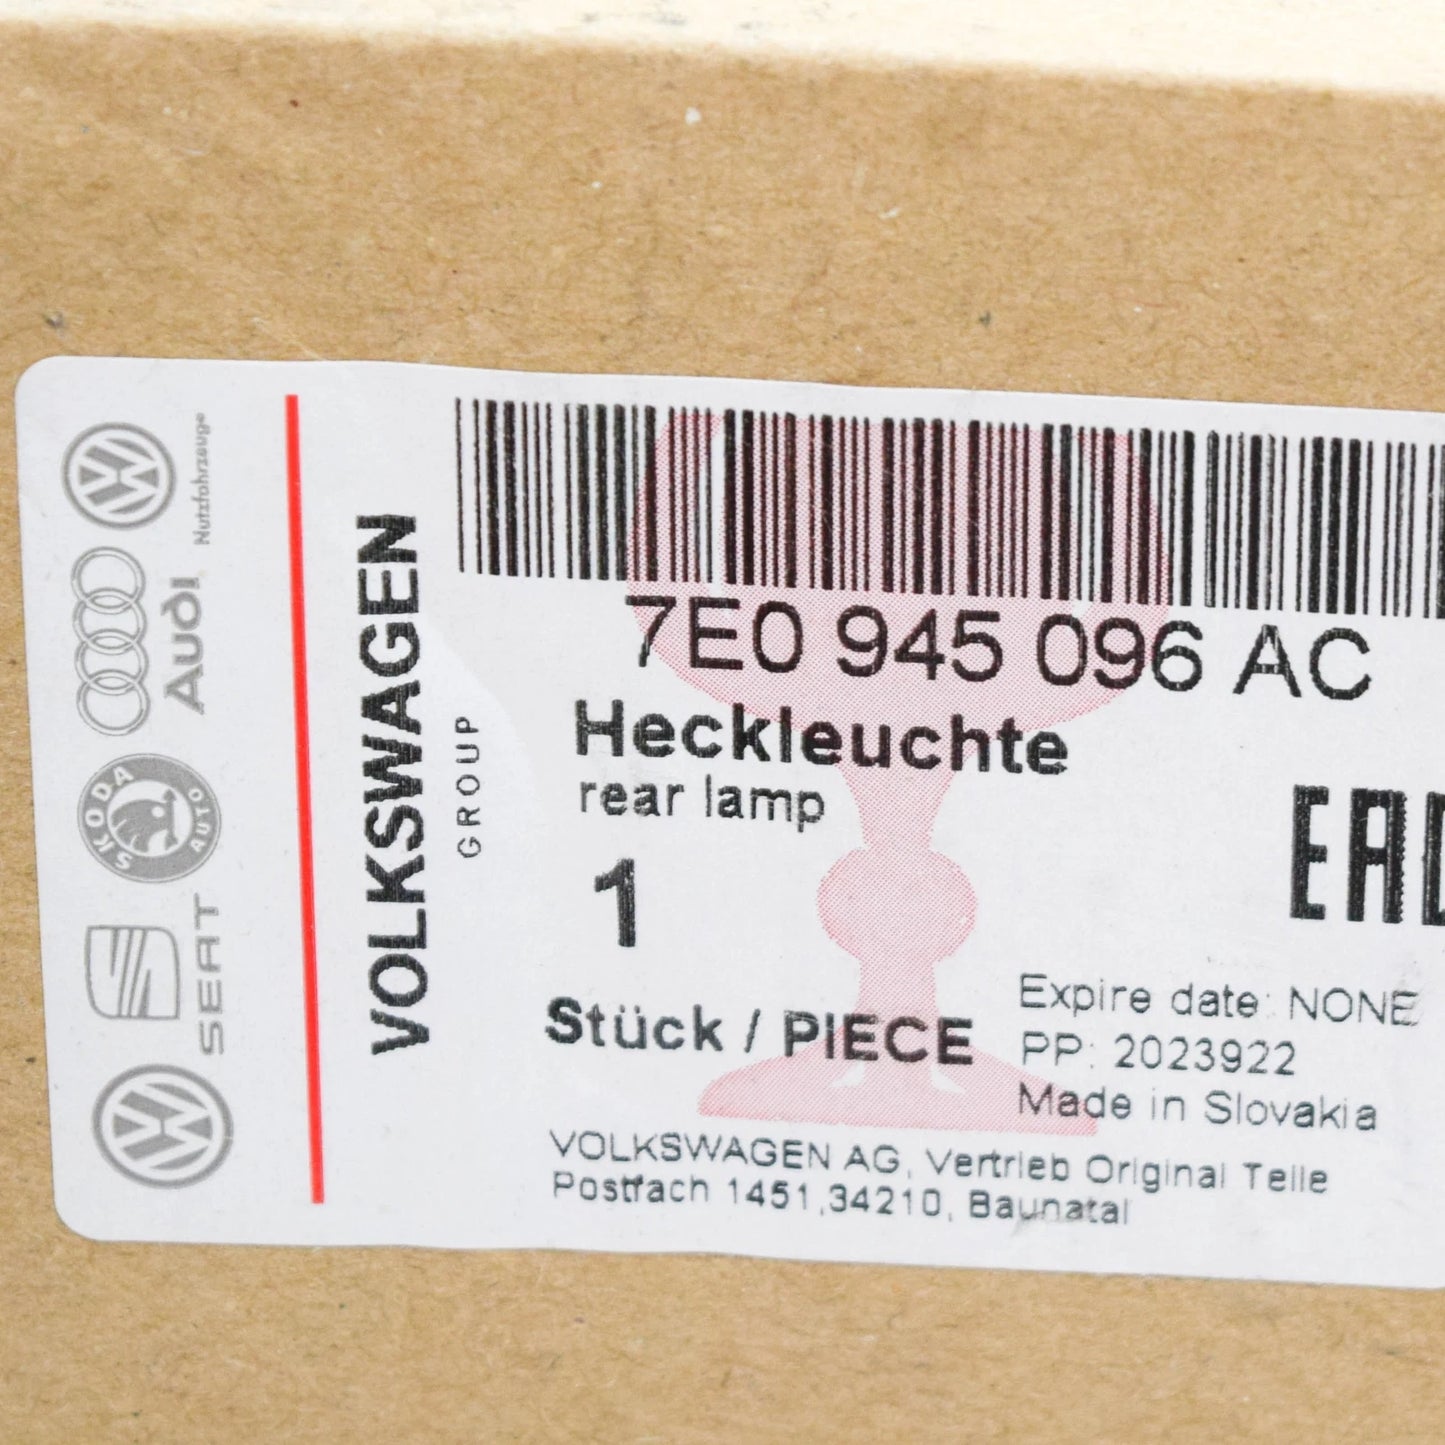 Nutzfahrzeuge
Audi
SKODA
AUTO
SEAT
VOLKSWAGEN
GROUP
7E0 945 096 AC
Heckleuchte
rear lamp
1
Stück / PIECE
Expire date: NONE
PP: 2023922
Made in Slovakia
VOLKSWAGEN AG, Vertrieb Original Teile
Postfach 1451,34210, Baunatal